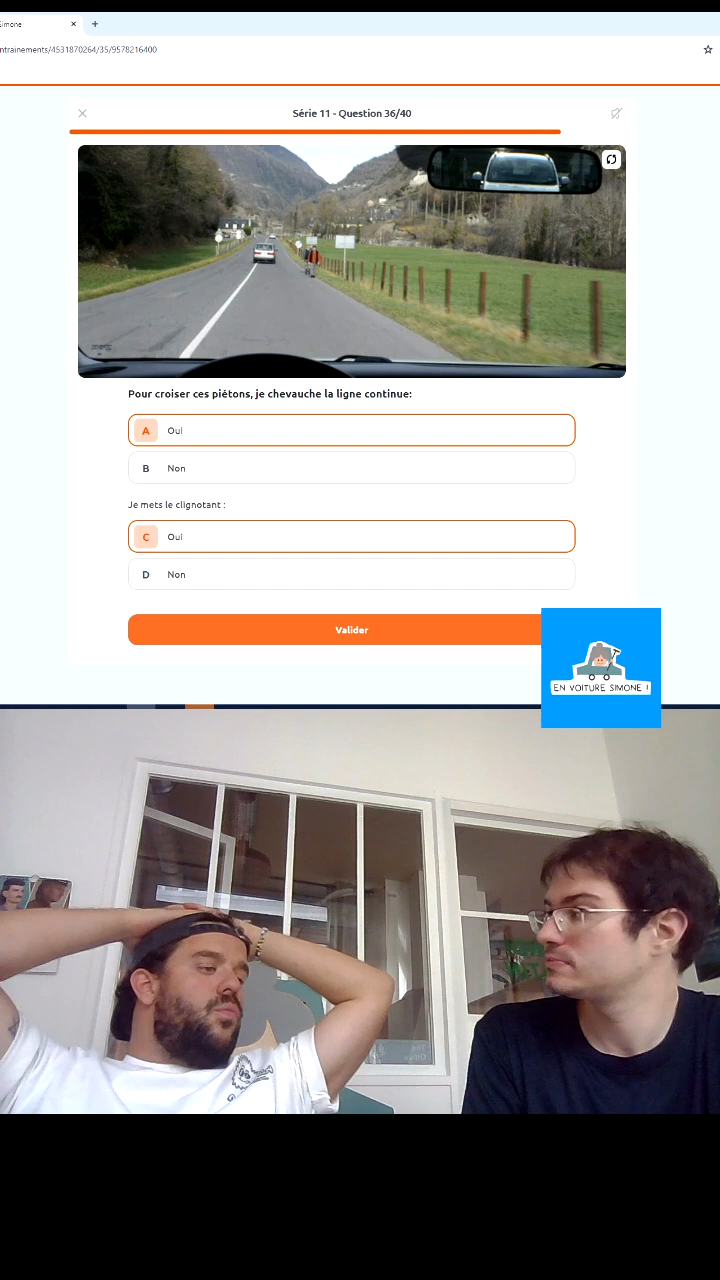 Simone
ntrainements/4531870264/35/9578216400
Série 11 - Question 36/40
Pour croiser ces piétons, je chevauche la ligne continue:
A Oui
B Non
Je mets le clignotant :
C Oui
D Non
Valider
EN VOITURE SIMONE !